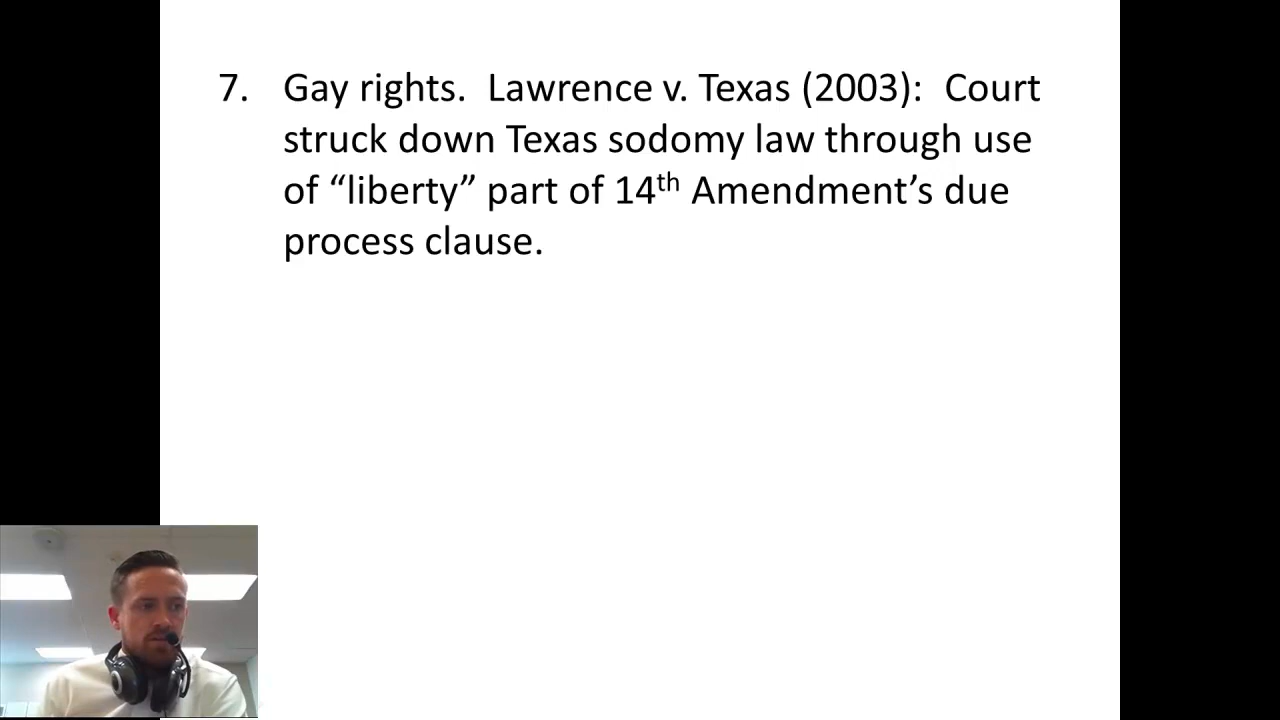 7. Gay rights. Lawrence v. Texas (2003): Court
struck down Texas sodomy law through use
of “liberty” part of 14th Amendment’s due
process clause.